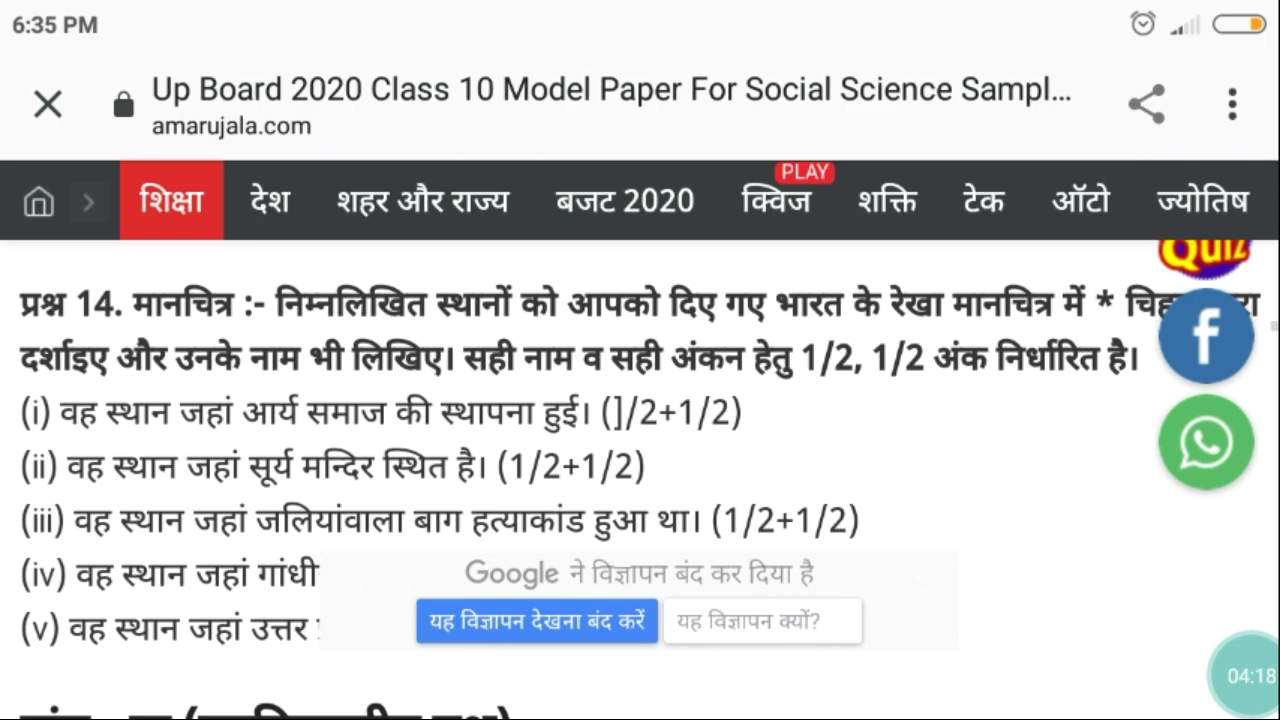 6:35 PM
Up Board 2020 Class 10 Model Paper For Social Science Sampl...
amarujala.com
PLAY
शिक्षा देश शहर और राज्य बजट 2020 क्विज शक्ति टेक ऑटो ज्योतिष
Quiz
प्रश्न 14. मानचित्र :- निम्नलिखित स्थानों को आपको दिए गए भारत के रेखा मानचित्र में *
दर्शाइए और उनके नाम भी लिखिए। सही नाम व सही अंकन हेतु 1/2, 1/2 अंक निर्धारित है।
(i) वह स्थान जहां आर्य समाज की स्थापना हुई। (]/2+1/2)
(ii) वह स्थान जहां सूर्य मन्दिर स्थित है। (1/2+1/2)
(iii) वह स्थान जहां जलियांवाला बाग हत्याकांड हुआ था। (1/2+1/2)
(iv) वह स्थान जहां गांधी
Google ने विज्ञापन बंद कर दिया है
यह विज्ञापन देखना बंद करें यह विज्ञापन क्यों?
(v) वह स्थान जहां उत्तर
04:18